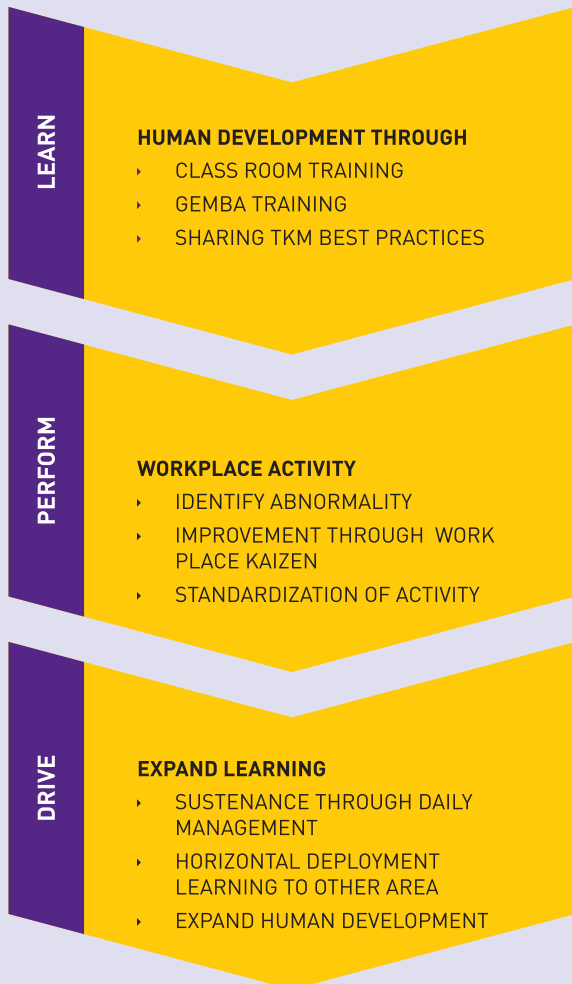 LEARN
HUMAN DEVELOPMENT THROUGH
CLASS ROOM TRAINING
GEMBA TRAINING
SHARING TKM BEST PRACTICES
PERFORM
WORKPLACE ACTIVITY
IDENTIFY ABNORMALITY
IMPROVEMENT THROUGH WORK
PLACE KAIZEN
STANDARDIZATION OF ACTIVITY
DRIVE
EXPAND LEARNING
SUSTENANCE THROUGH DAILY
MANAGEMENT
HORIZONTAL DEPLOYMENT
LEARNING TO OTHER AREA
EXPAND HUMAN DEVELOPMENT